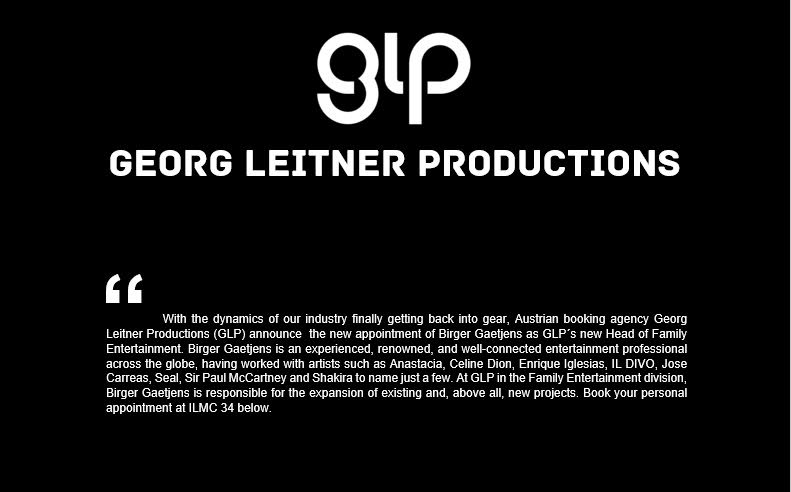 glp
GEORG LEITNER PRODUCTIONS
“
With the dynamics of our industry finally getting back into gear, Austrian booking agency Georg
Leitner Productions (GLP) announce  the new appointment of Birger Gaetjens as GLP´s new Head of Family
Entertainment. Birger Gaetjens is an experienced, renowned, and well-connected entertainment professional
across the globe, having worked with artists such as Anastacia, Celine Dion, Enrique Iglesias, IL DIVO, Jose
Carreas, Seal, Sir Paul McCartney and Shakira to name just a few. At GLP in the Family Entertainment division,
Birger Gaetjens is responsible for the expansion of existing and, above all, new projects. Book your personal
appointment at ILMC 34 below.